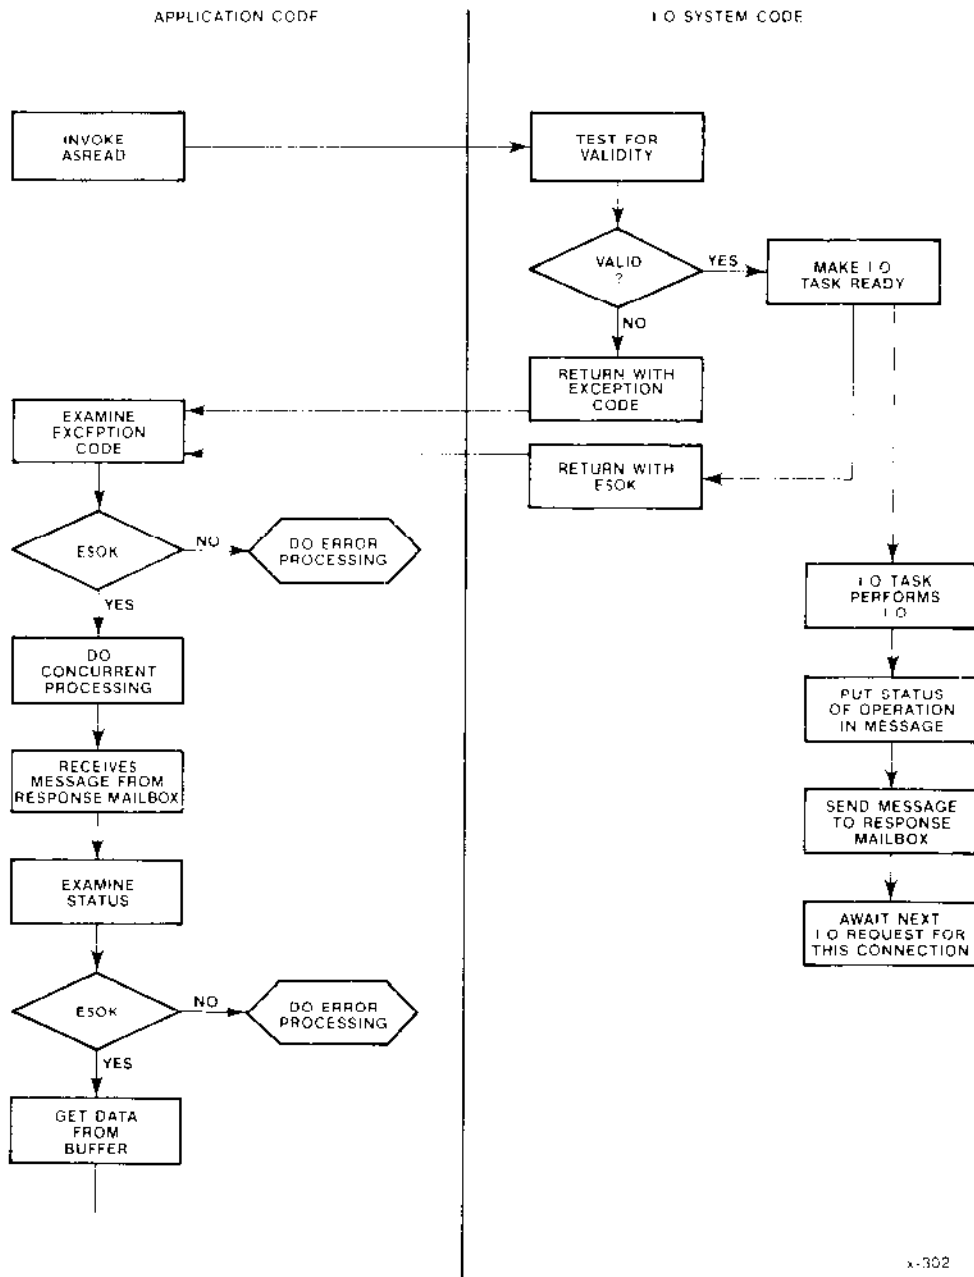 APPLICATION CODE
I O SYSTEM CODE
INVOKE
ASREAD
TEST FOR
VALIDITY
VALID
?
YES
MAKE I O
TASK READY
NO
RETURN WITH
EXCEPTION
CODE
EXAMINE
EXCEPTION
CODE
RETURN WITH
ESOK
ESOK
NO
DO ERROR
PROCESSING
YES
I O TASK
PERFORMS
I O
DO
CONCURRENT
PROCESSING
PUT STATUS
OF OPERATION
IN MESSAGE
RECEIVES
MESSAGE FROM
RESPONSE MAILBOX
SEND MESSAGE
TO RESPONSE
MAILBOX
EXAMINE
STATUS
AWAIT NEXT
I O REQUEST FOR
THIS CONNECTION
ESOK
NO
DO ERROR
PROCESSING
YES
GET DATA
FROM
BUFFER
x-302